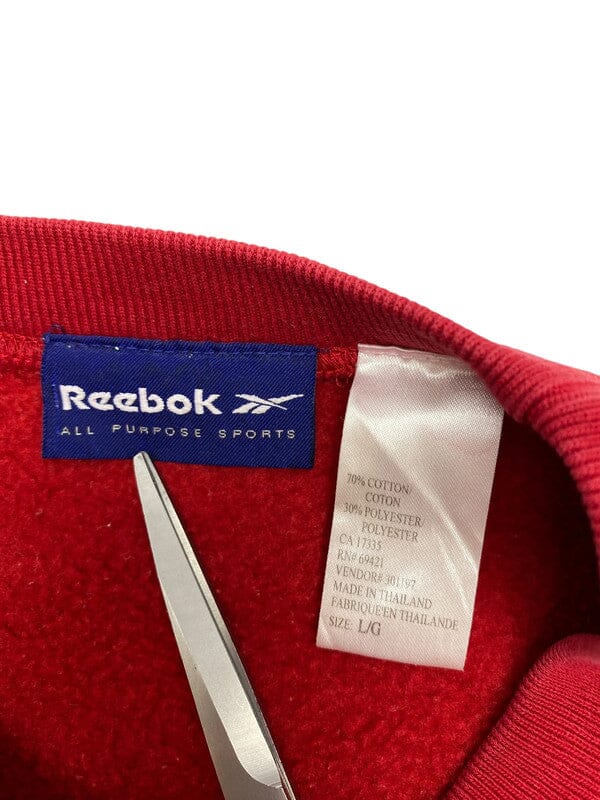 Reebok
ALL PURPOSE SPORTS
70% COTTON/
COTON
30% POLYESTER/
POLYESTER
CA 17335
RN# 69421
VENDOR# 301197
MADE IN THAILAND
FABRIQUE'EN THAILANDE
SIZE: L/G